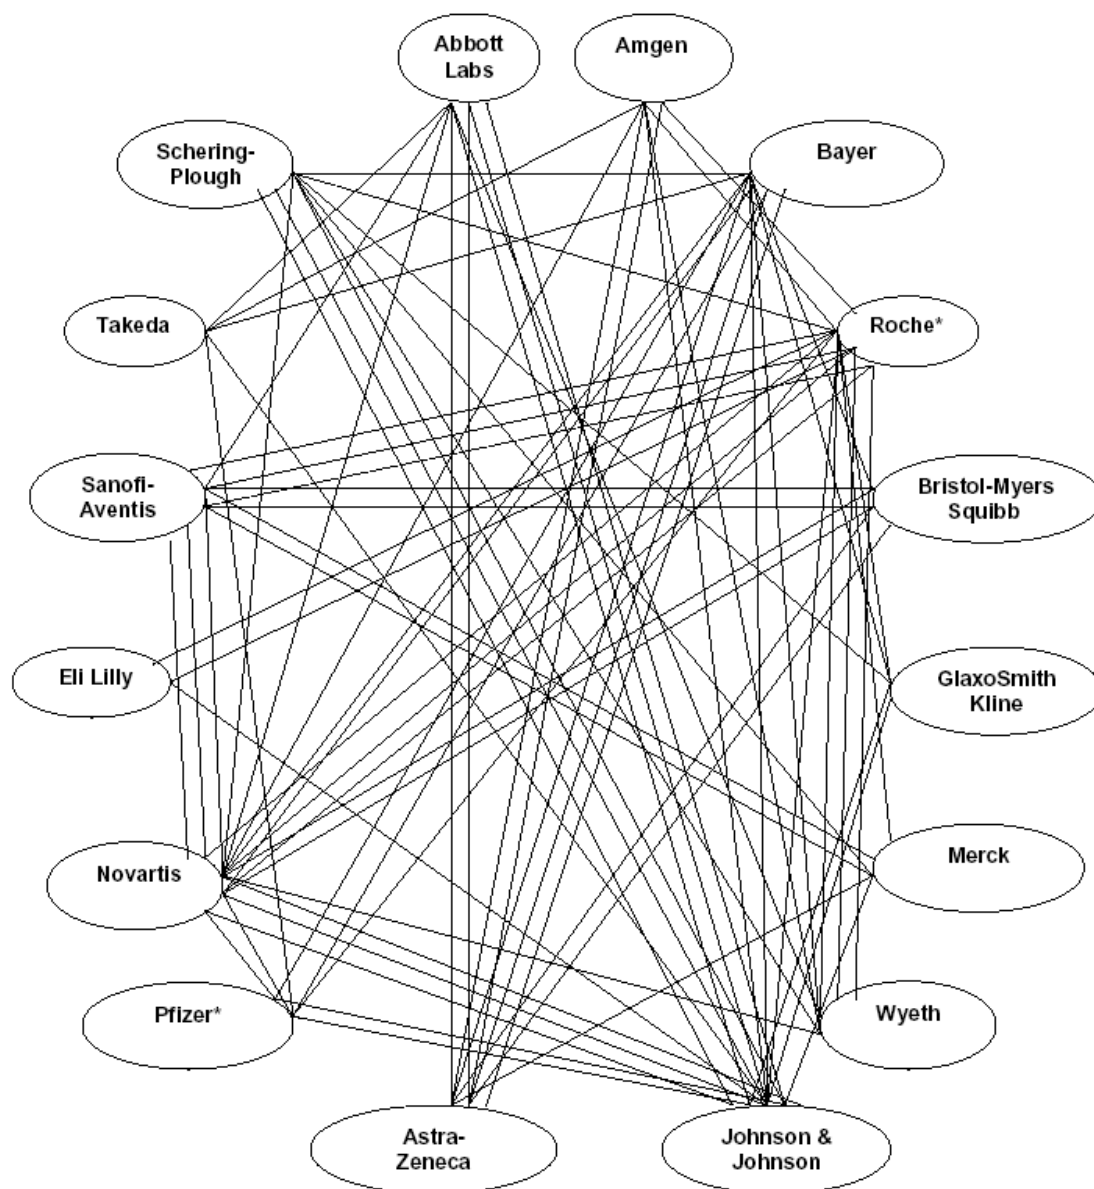 Abbott
Labs
Amgen
Schering-
Plough
Bayer
Takeda
Roche*
Sanofi-
Aventis
Bristol-Myers
Squibb
Eli Lilly
GlaxoSmith
Kline
Novartis
Merck
Pfizer*
Wyeth
Astra-
Zeneca
Johnson &
Johnson